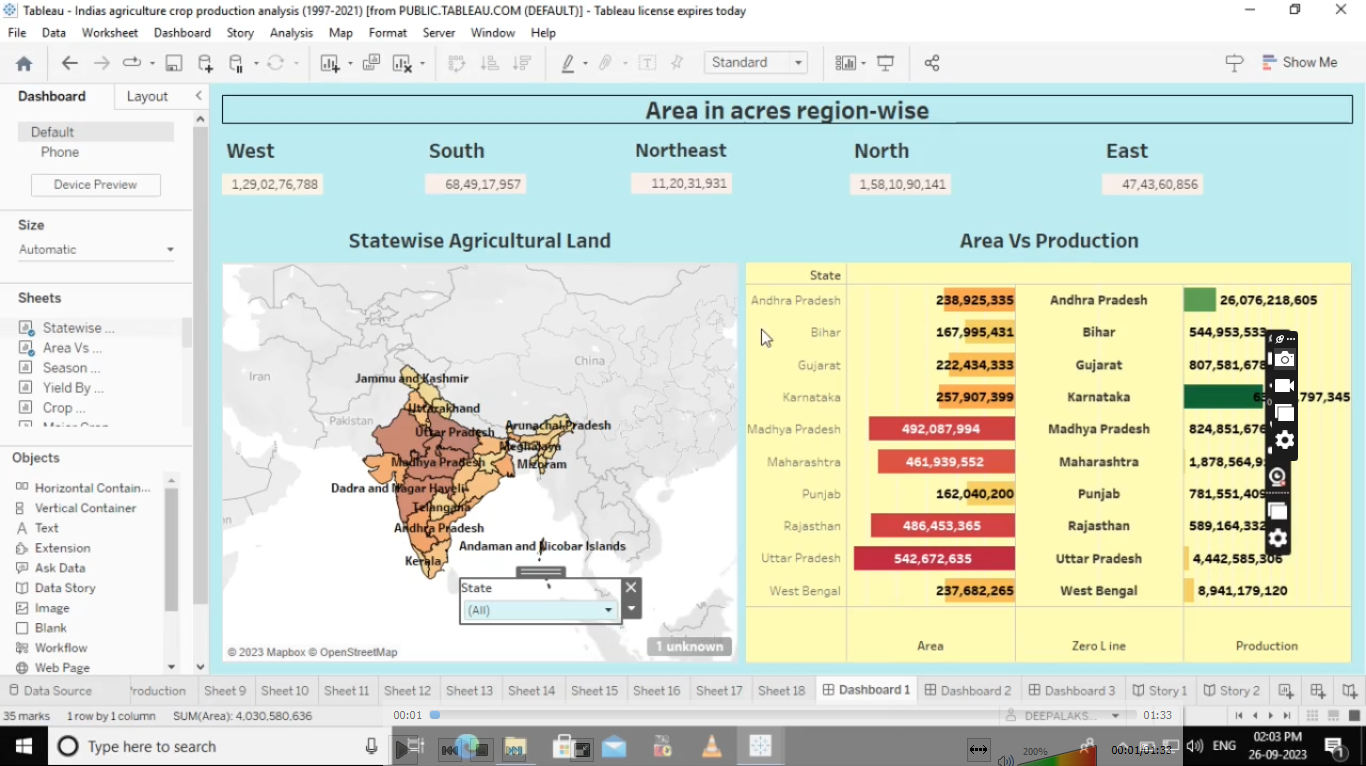 Tableau - Indias agriculture crop production analysis (1997-2021) [from PUBLIC.TABLEAU.COM (DEFAULT)] - Tableau license expires today
File Data Worksheet Dashboard Story Analysis Map Format Server Window Help
Standard
Show Me
Dashboard Layout
Default
Phone
Device Preview
Size
Automatic
Sheets
Statewise ...
Area Vs ...
Season ...
Yield By ...
Crop ...
Objects
Horizontal Contain...
Vertical Container
Text
Extension
Ask Data
Data Story
Image
Blank
Workflow
Web Page
Area in acres region-wise
West South Northeast North East
1,29,02,76,788 68,49,17,957 11,20,31,931 1,58,10,90,141 47,43,60,856
Statewise Agricultural Land
Iran
China
Pakistan
Jammu and Kashmir
Uttarakhand
Arunachal Pradesh
Uttar Pradesh
Meghalaya
Madhya Pradesh
Mizoram
Dadra and Nagar Haveli
Telangana
Andhra Pradesh
Andaman and Nicobar Islands
Kerala
State
(All)
1 unknown
© 2023 Mapbox © OpenStreetMap
Area Vs Production
State
Andhra Pradesh 238,925,335 Andhra Pradesh 26,076,218,605
Bihar 167,995,431 Bihar 544,953,533
Gujarat 222,434,333 Gujarat 807,581,678
Karnataka 257,907,399 Karnataka 797,345
Madhya Pradesh 492,087,994 Madhya Pradesh 824,851,676
Maharashtra 461,939,552 Maharashtra
Punjab 162,040,200 Punjab 781,551,409
Rajasthan 486,453,365 Rajasthan 589,164,332
Uttar Pradesh 542,672,635 Uttar Pradesh 4,442,585,306
West Bengal 237,682,265 West Bengal 8,941,179,120
Area Zero Line Production
Data Source roduction Sheet 9 Sheet 10 Sheet 11 Sheet 12 Sheet 13 Sheet 14 Sheet 15 Sheet 16 Sheet 17 Sheet 18 Dashboard 1 Dashboard 2 Dashboard 3 Story 1 Story 2
35 marks 1 row by 1 column SUM(Area): 4,030,580,636 00:01 DEEPALAKS... 01:33
Type here to search 200% 00:01/01:33 ENG 02:03 PM
26-09-2023